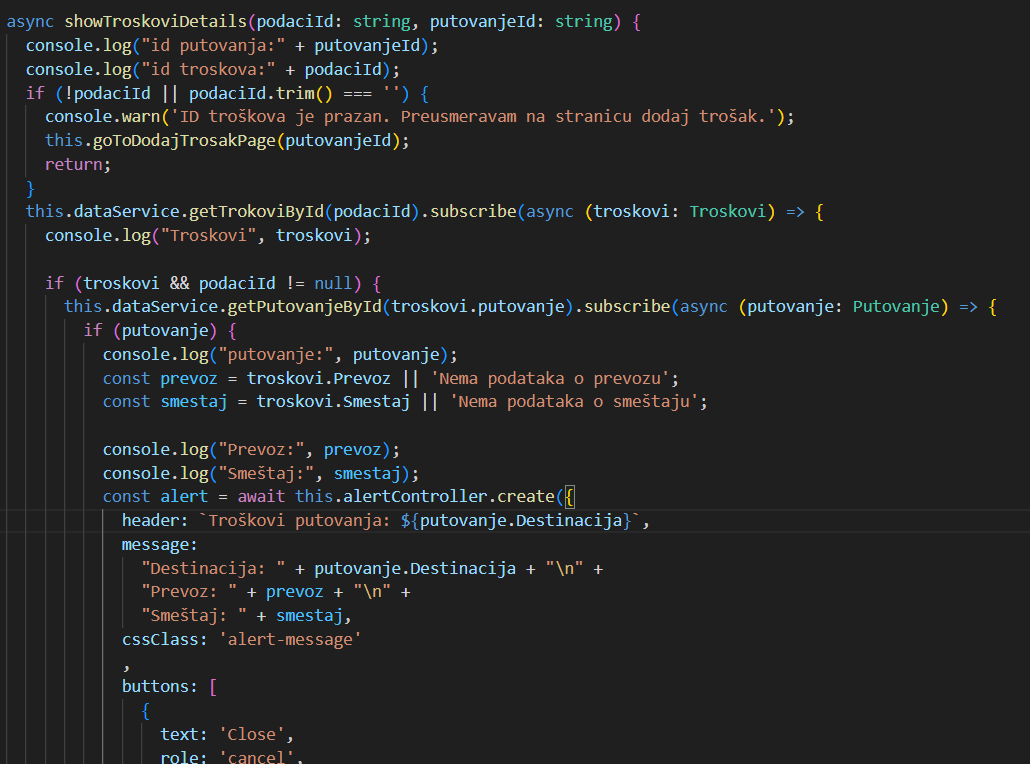 async showTroskoviDetails(podaciId: string, putovanjeId: string) {
console.log("id putovanja:" + putovanjeId);
console.log("id troskova:" + podaciId);
if (!podaciId || podaciId.trim() === '') {
console.warn('ID troškova je prazan. Preusmeravam na stranicu dodaj trošak.');
this.goToDodajTrosakPage(putovanjeId);
return;
}
this.dataService.getTrokoviById(podaciId).subscribe(async (troskovi: Troskovi) => {
console.log("Troskovi", troskovi);
if (troskovi && podaciId != null) {
this.dataService.getPutovanjeById(troskovi.putovanje).subscribe(async (putovanje: Putovanje) => {
if (putovanje) {
console.log("putovanje:", putovanje);
const prevoz = troskovi.Prevoz || 'Nema podataka o prevozu';
const smestaj = troskovi.Smestaj || 'Nema podataka o smeštaju';
console.log("Prevoz:", prevoz);
console.log("Smeštaj:", smestaj);
const alert = await this.alertController.create({
header: `Troškovi putovanja: ${putovanje.Destinacija}`,
message:
"Destinacija: " + putovanje.Destinacija + "\n" +
"Prevoz: " + prevoz + "\n" +
"Smeštaj: " + smestaj,
cssClass: 'alert-message'
,
buttons: [
{
text: 'Close',
role: 'cancel',